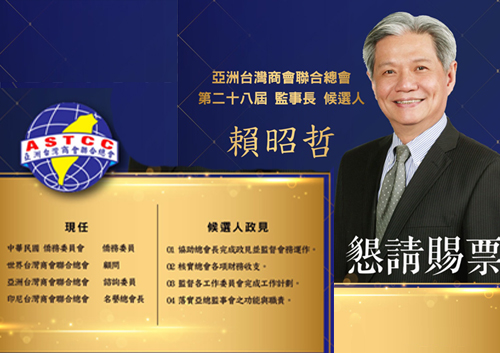 亞洲台灣商會聯合總會
第二十八屆 監事長 候選人
賴昭哲
ASTCC
亞洲台灣商會聯合總會
現任
中華民國 僑務委員會 僑務委員
世界台灣商會聯合總會 顧問
亞洲台灣商會聯合總會 諮詢委員
印尼台灣商會聯合總會 名譽總會長
候選人政見
01 協助總會長完成政見並監督會務運作。
02 核實總會各項財務收支。
03 監督各工作委員會完成工作計劃。
04 落實亞總監事會之功能與職責。
懇請賜票